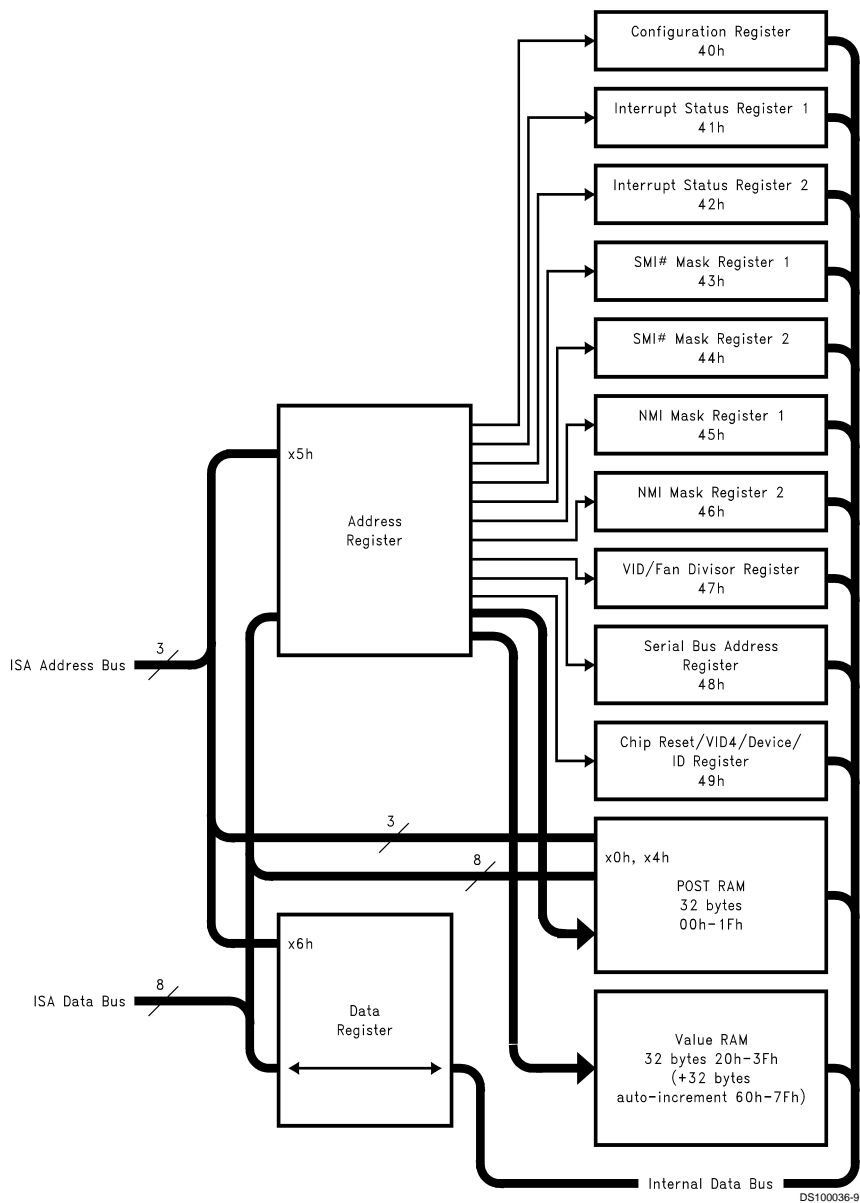 Configuration Register
40h
Interrupt Status Register 1
41h
Interrupt Status Register 2
42h
SMI# Mask Register 1
43h
SMI# Mask Register 2
44h
NMI Mask Register 1
45h
NMI Mask Register 2
46h
VID/Fan Divisor Register
47h
Serial Bus Address
Register
48h
Chip Reset/VID4/Device/
ID Register
49h
x5h
Address
Register
3
ISA Address Bus
3
8
x0h, x4h
POST RAM
32 bytes
00h-1Fh
x6h
8
ISA Data Bus
Data
Register
Value RAM
32 bytes 20h-3Fh
(+32 bytes
auto-increment 60h-7Fh)
Internal Data Bus
DS100036-9